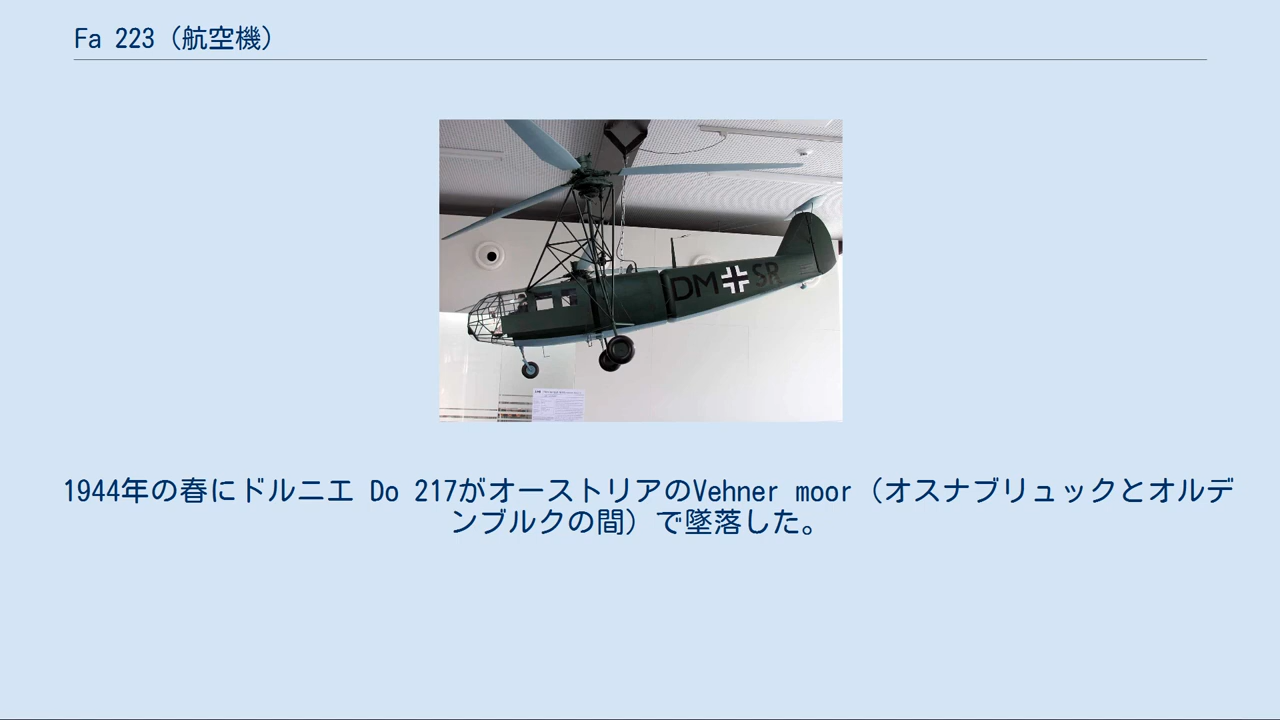 Fa 223（航空機）
DM SR
1944年の春にドルニエ Do 217がオーストリアのVehner moor（オスナブリュックとオルデ
ンブルクの間）で墜落した。